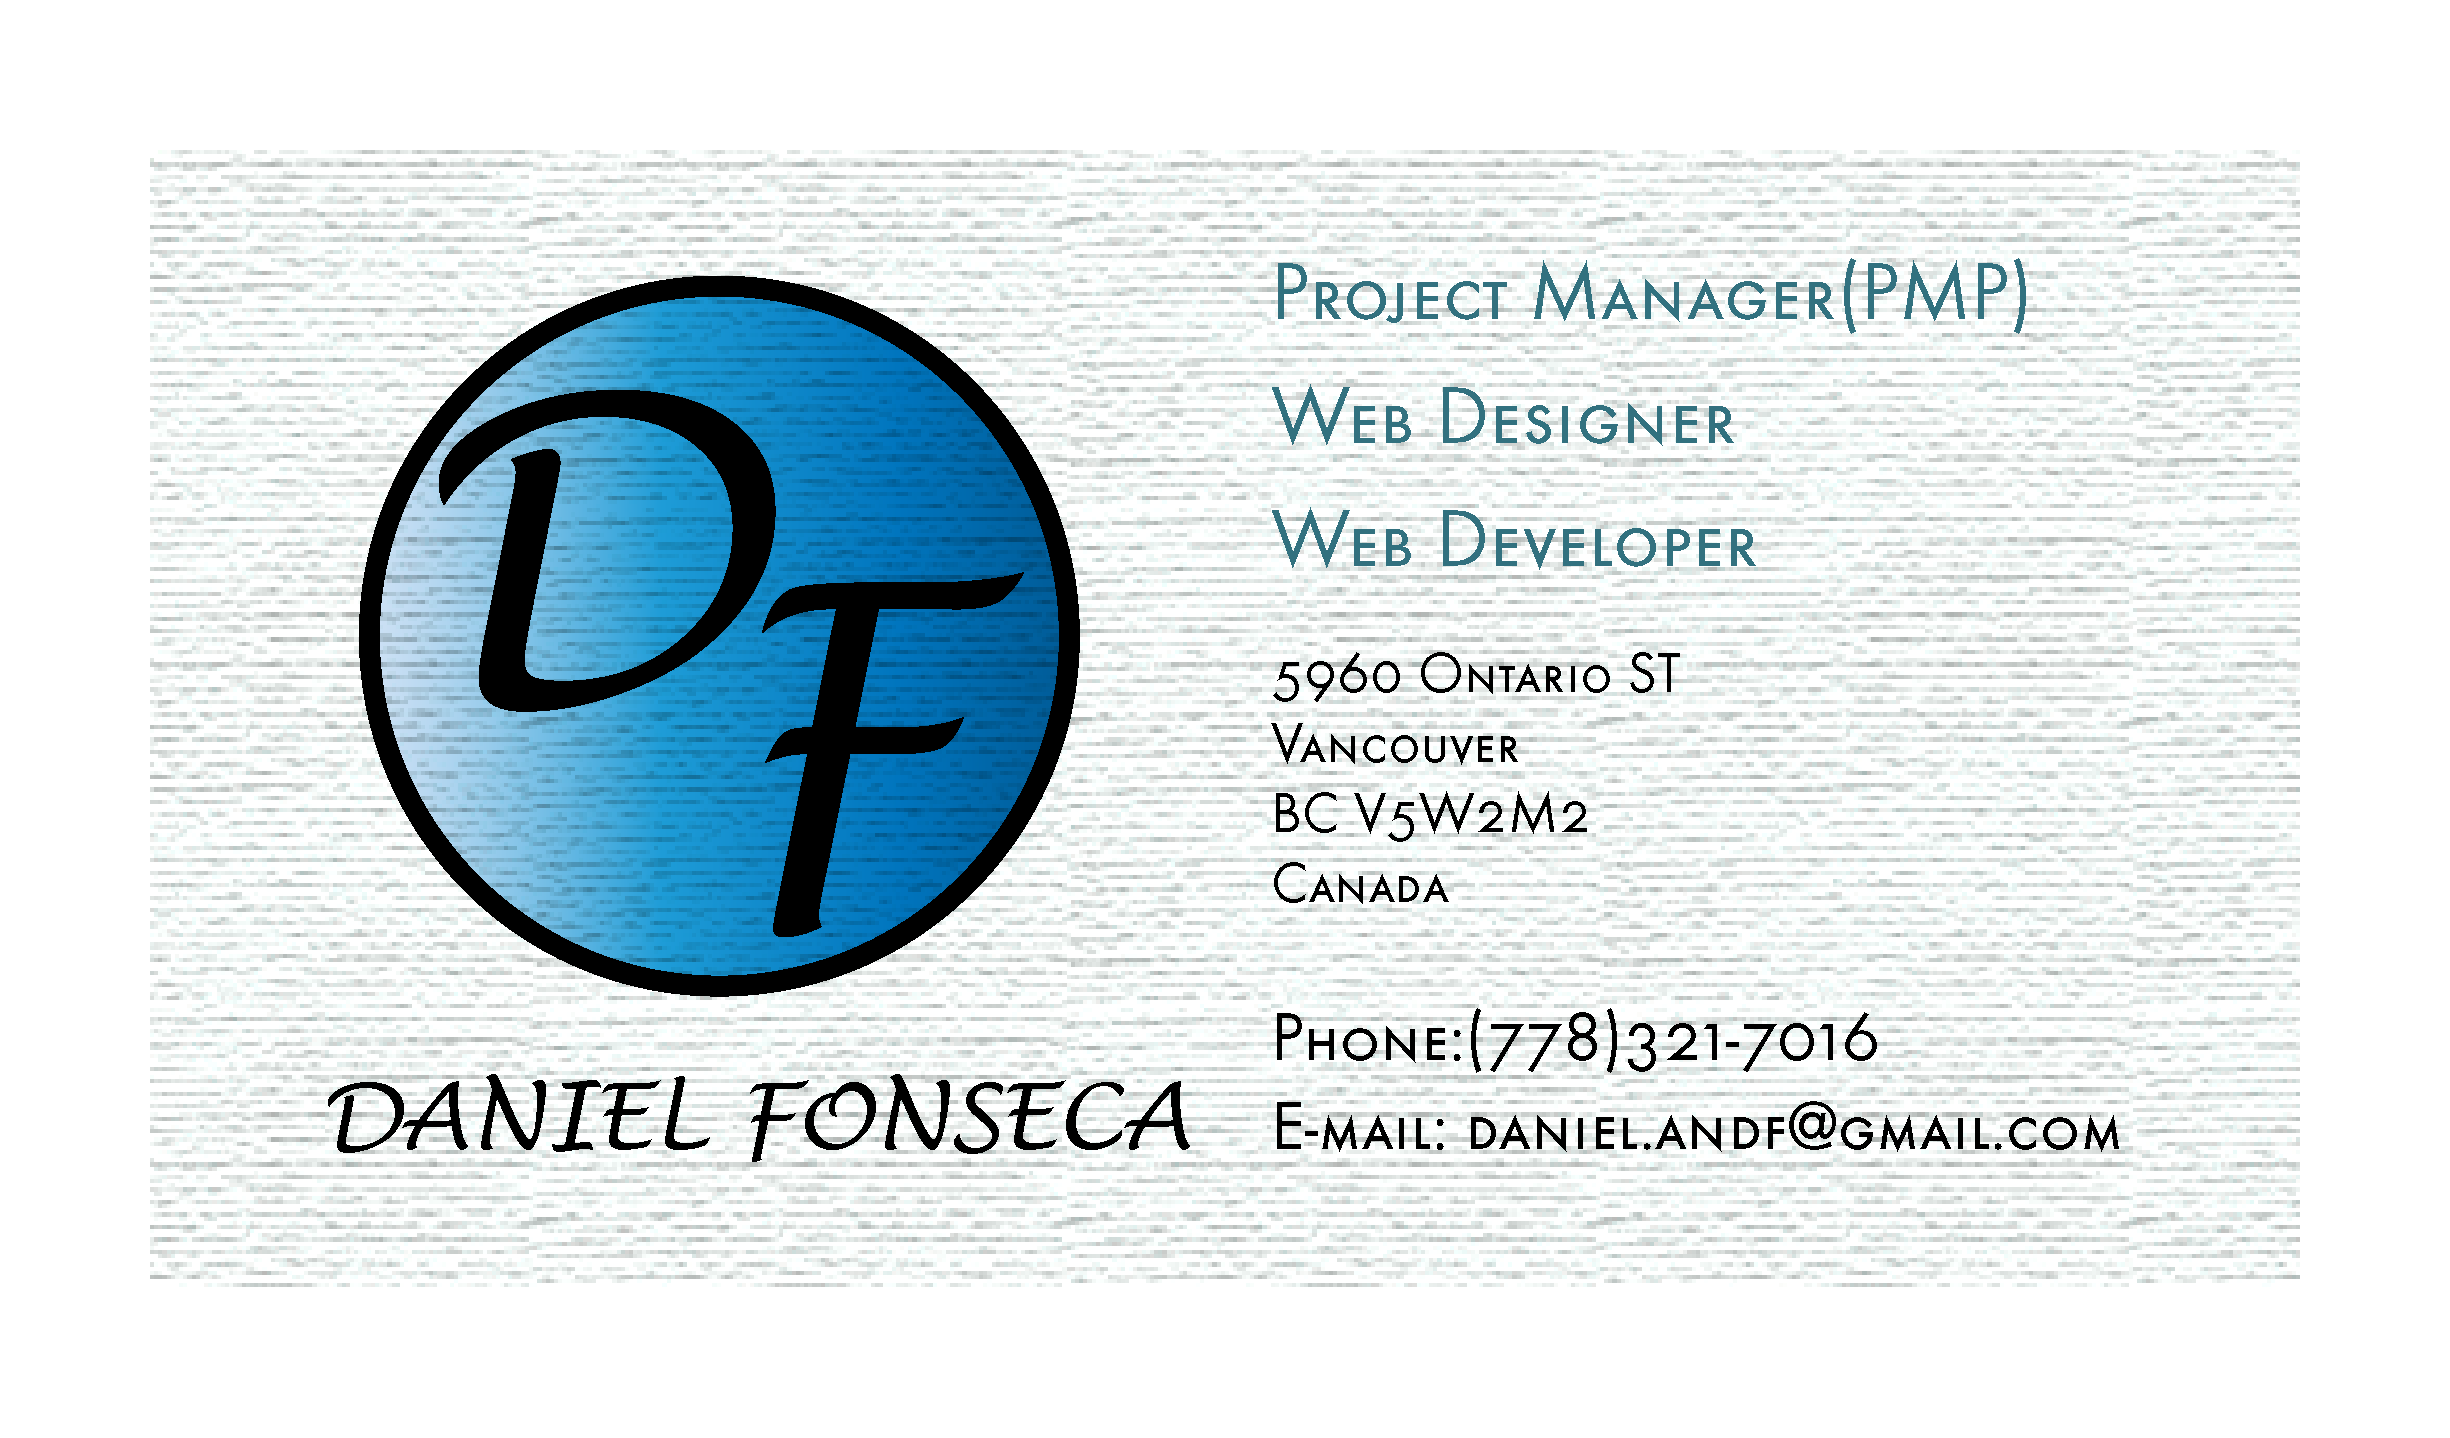 DF
DANIEL FONSECA
Project Manager(PMP)
Web Designer
Web Developer
5960 Ontario ST
Vancouver
BC V5W2M2
Canada
Phone:(778)321-7016
E-mail: daniel.andf@gmail.com